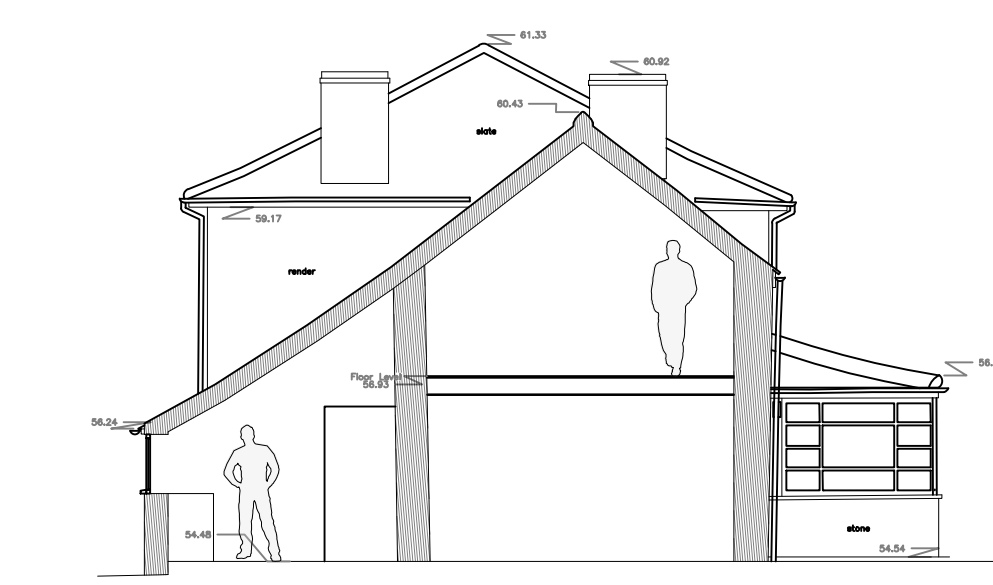 61.33
60.92
60.43
slate
59.17
render
56.
Floor Level
56.93
56.24
54.48
stone
54.54